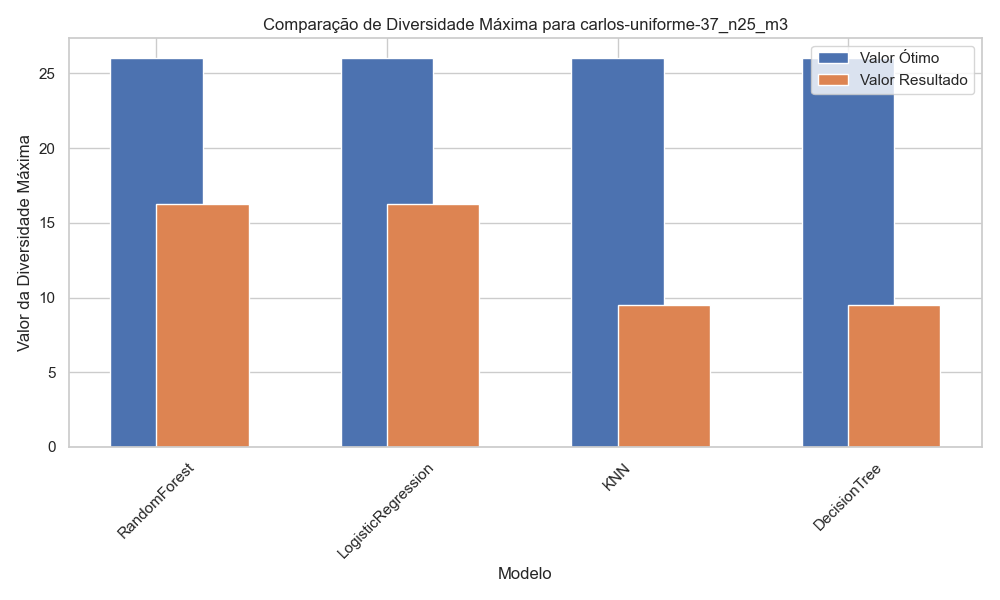 Comparação de Diversidade Máxima para carlos-uniforme-37_n25_m3
Valor Ótimo
Valor Resultado
Valor da Diversidade Máxima
25
20
15
10
5
0
RandomForest
LogisticRegression
KNN
DecisionTree
Modelo